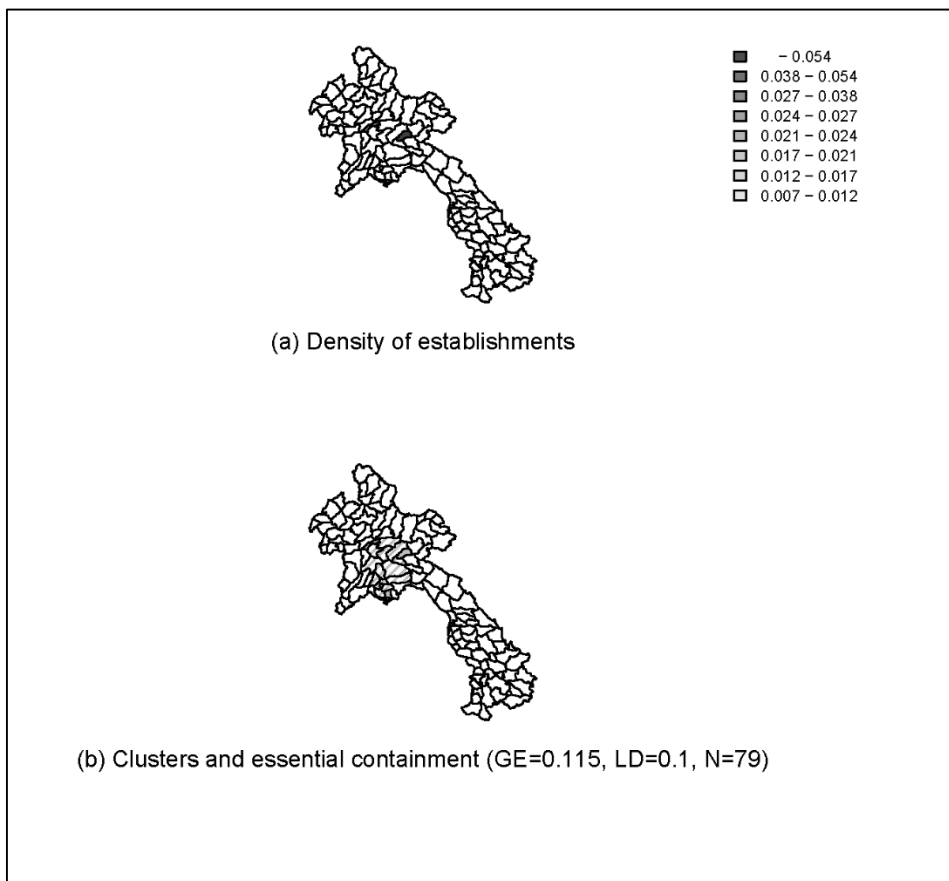 − 0.054
0.038 − 0.054
0.027 − 0.038
0.024 − 0.027
0.021 − 0.024
0.017 − 0.021
0.012 − 0.017
0.007 − 0.012
(a) Density of establishments
(b) Clusters and essential containment (GE=0.115, LD=0.1, N=79)